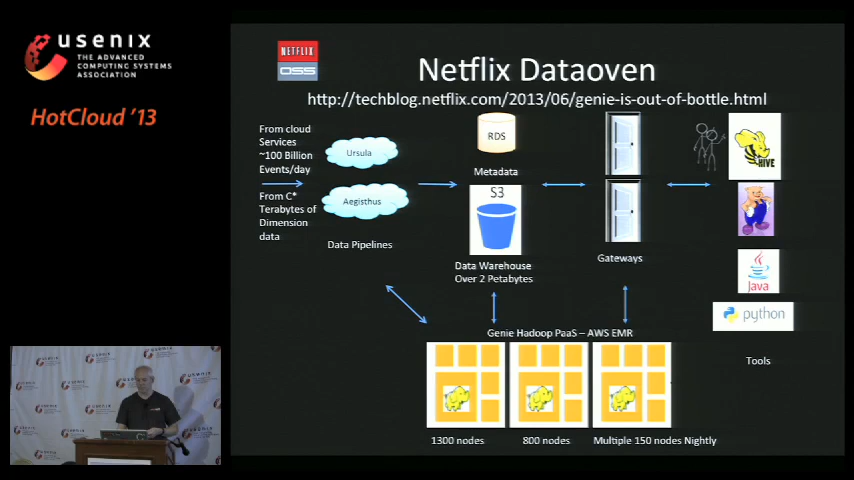 usenix
THE ADVANCED
COMPUTING SYSTEMS
ASSOCIATION
HotCloud '13
NETFLIX
OSS
Netflix Dataoven
http://techblog.netflix.com/2013/06/genie-is-out-of-bottle.html
From cloud
Services
~100 Billion
Events/day
From C*
Terabytes of
Dimension
data
Ursula
Aegisthus
Data Pipelines
RDS
Metadata
S3
Data Warehouse
Over 2 Petabytes
Gateways
HIVE
Java
python
Tools
Genie Hadoop PaaS – AWS EMR
1300 nodes
800 nodes
Multiple 150 nodes Nightly